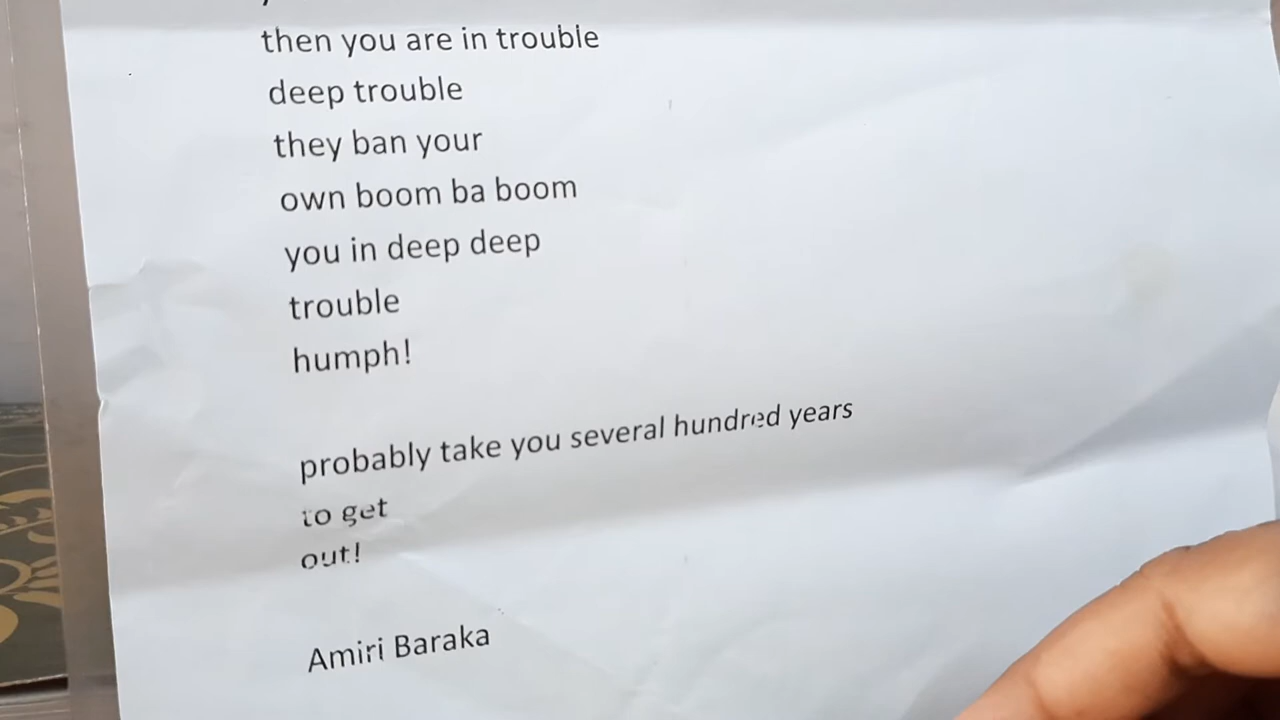 then you are in trouble
deep trouble
they ban your
own boom ba boom
you in deep deep
trouble
humph!
probably take you several hundred years
to get
out!
Amiri Baraka